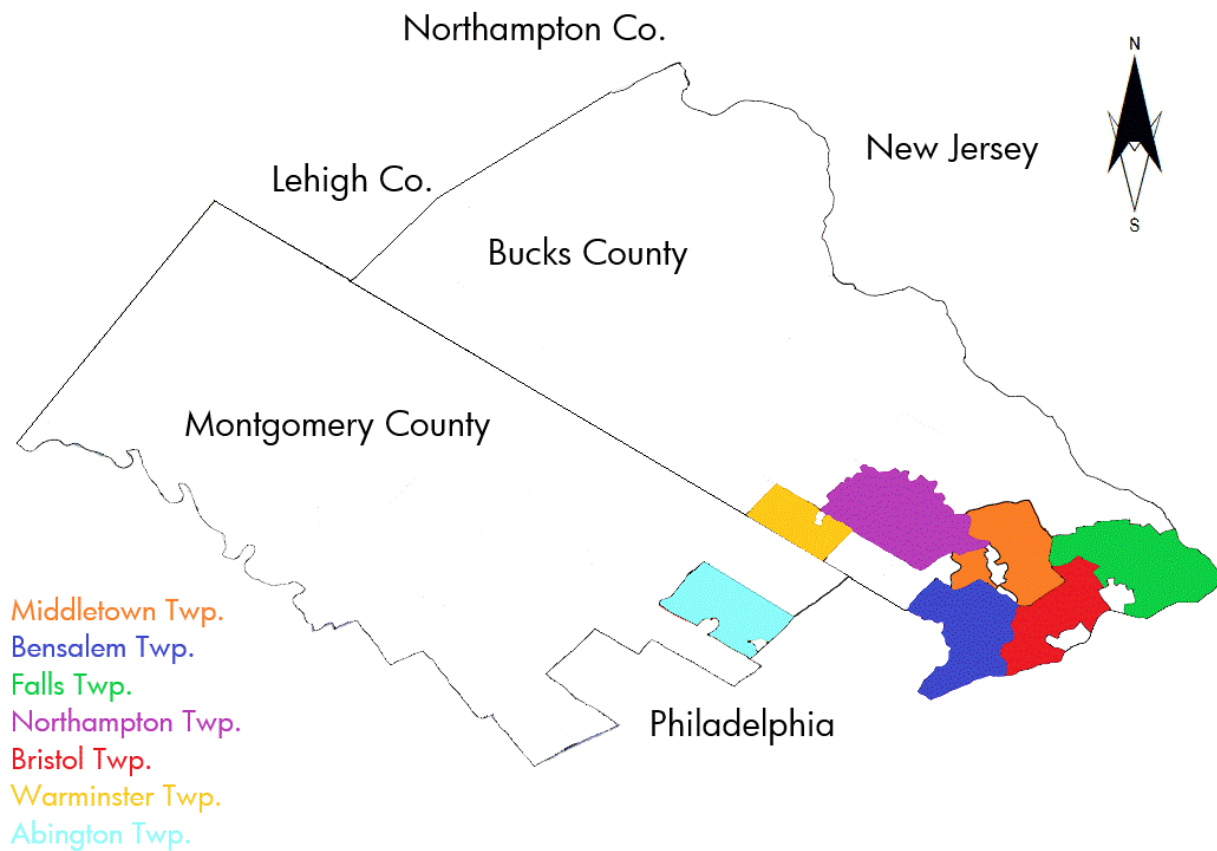 Northampton Co.
N
New Jersey
Lehigh Co.
S
Bucks County
Montgomery County
Middletown Twp.
Bensalem Twp.
Falls Twp.
Northampton Twp.
Bristol Twp.
Warminster Twp.
Abington Twp.
Philadelphia